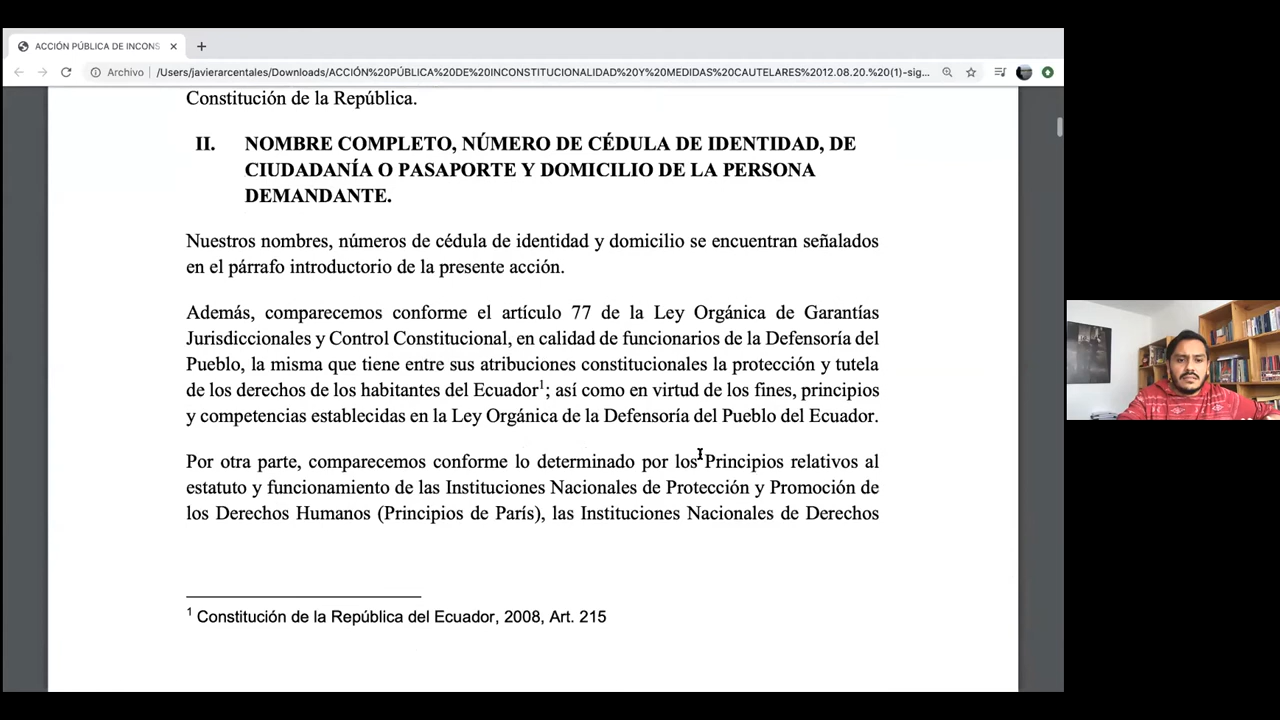 ACCIÓN PÚBLICA DE INCONS
Archivo
/Users/javierarcentales/Downloads/ACCIÓN%20PÚBLICA%20DE%20INCONSTITUCIONALIDAD%20Y%20MEDIDAS%20CAUTELARES%2012.08.20.%20(1)-sig...
Constitución de la República.
II. NOMBRE COMPLETO, NÚMERO DE CÉDULA DE IDENTIDAD, DE
CIUDADANÍA O PASAPORTE Y DOMICILIO DE LA PERSONA
DEMANDANTE.
Nuestros nombres, números de cédula de identidad y domicilio se encuentran señalados
en el párrafo introductorio de la presente acción.
Además, comparecemos conforme el artículo 77 de la Ley Orgánica de Garantías
Jurisdiccionales y Control Constitucional, en calidad de funcionarios de la Defensoría del
Pueblo, la misma que tiene entre sus atribuciones constitucionales la protección y tutela
de los derechos de los habitantes del Ecuador1; así como en virtud de los fines, principios
y competencias establecidas en la Ley Orgánica de la Defensoría del Pueblo del Ecuador.
Por otra parte, comparecemos conforme lo determinado por los Principios relativos al
estatuto y funcionamiento de las Instituciones Nacionales de Protección y Promoción de
los Derechos Humanos (Principios de París), las Instituciones Nacionales de Derechos
1 Constitución de la República del Ecuador, 2008, Art. 215